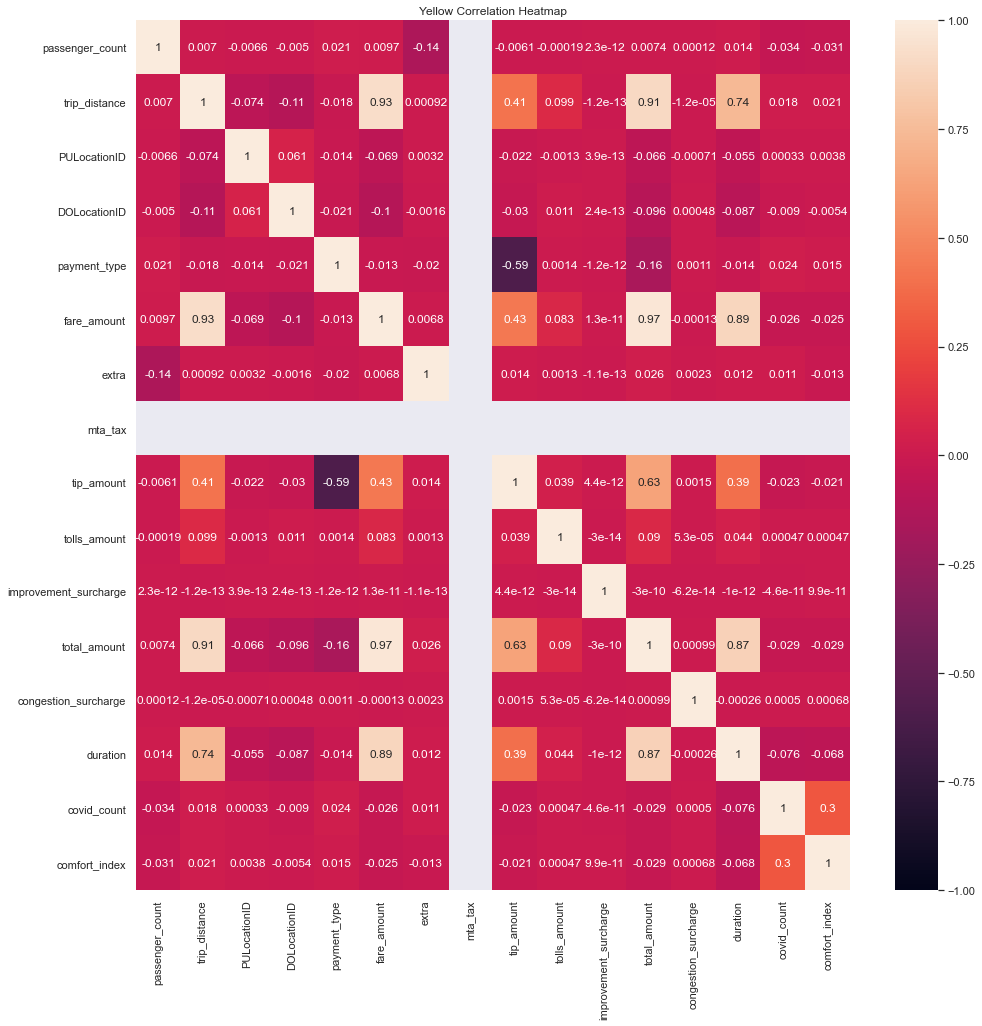 Yellow Correlation Heatmap
passenger_count 1 0.007 -0.0066 -0.005 0.021 0.0097 -0.14 -0.0061 -0.00019 2.3e-12 0.0074 0.00012 0.014 -0.034 -0.031
trip_distance 0.007 1 -0.074 -0.11 -0.018 0.93 0.00092 0.41 0.099 -1.2e-13 0.91 -1.2e-05 0.74 0.018 0.021
PULocationID -0.0066 -0.074 1 0.061 -0.014 -0.069 0.0032 -0.022 -0.0013 3.9e-13 -0.066 -0.00071 -0.055 0.00033 0.0038
DOLocationID -0.005 -0.11 0.061 1 -0.021 -0.1 -0.0016 -0.03 0.011 2.4e-13 -0.096 0.00048 -0.087 -0.009 -0.0054
payment_type 0.021 -0.018 -0.014 -0.021 1 -0.013 -0.02 -0.59 0.0014 -1.2e-12 -0.16 0.0011 -0.014 0.024 0.015
fare_amount 0.0097 0.93 -0.069 -0.1 -0.013 1 0.0068 0.43 0.083 1.3e-11 0.97 -0.00013 0.89 -0.026 -0.025
extra -0.14 0.00092 0.0032 -0.0016 -0.02 0.0068 1 0.014 0.0013 -1.1e-13 0.026 0.0023 0.012 0.011 -0.013
mta_tax
tip_amount -0.0061 0.41 -0.022 -0.03 -0.59 0.43 0.014 1 0.039 4.4e-12 0.63 0.0015 0.39 -0.023 -0.021
tolls_amount -0.00019 0.099 -0.0013 0.011 0.0014 0.083 0.0013 0.039 1 -3e-14 0.09 5.3e-05 0.044 0.00047 0.00047
improvement_surcharge 2.3e-12 -1.2e-13 3.9e-13 2.4e-13 -1.2e-12 1.3e-11 -1.1e-13 4.4e-12 -3e-14 1 -3e-10 -6.2e-14 -1e-12 -4.6e-11 9.9e-11
total_amount 0.0074 0.91 -0.066 -0.096 -0.16 0.97 0.026 0.63 0.09 -3e-10 1 0.00099 0.87 -0.029 -0.029
congestion_surcharge 0.00012 -1.2e-05 -0.00071 0.00048 0.0011 -0.00013 0.0023 0.0015 5.3e-05 -6.2e-14 0.00099 1 -0.00026 0.0005 0.00068
duration 0.014 0.74 -0.055 -0.087 -0.014 0.89 0.012 0.39 0.044 -1e-12 0.87 -0.00026 1 -0.076 -0.068
covid_count -0.034 0.018 0.00033 -0.009 0.024 -0.026 0.011 -0.023 0.00047 -4.6e-11 -0.029 0.0005 -0.076 1 0.3
comfort_index -0.031 0.021 0.0038 -0.0054 0.015 -0.025 -0.013 -0.021 0.00047 9.9e-11 -0.029 0.00068 -0.068 0.3 1
passenger_count
trip_distance
PULocationID
DOLocationID
payment_type
fare_amount
extra
mta_tax
tip_amount
tolls_amount
improvement_surcharge
total_amount
congestion_surcharge
duration
covid_count
comfort_index
1.00
0.75
0.50
0.25
0.00
−0.25
−0.50
−0.75
−1.00